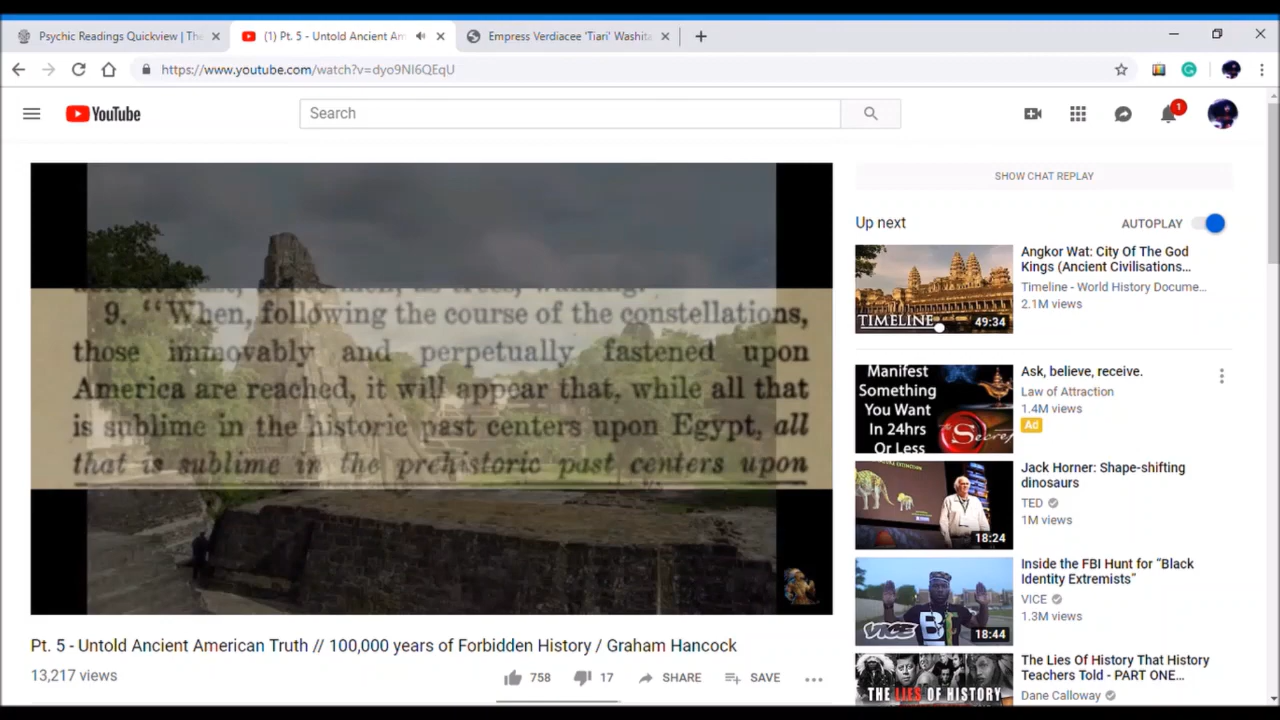 Psychic Readings Quickview | The
(1) Pt. 5 - Untold Ancient Am
Empress Verdiacee 'Tiari' Washita
https://www.youtube.com/watch?v=dyo9NI6QEqU
YouTube
Search
1
9. following the course of the constellations,
those immovably and perpetually fastened upon
America are reached, it will appear that, while all that
is sublime in the historic past centers upon Egypt, all
that is sublime in the prehistoric past centers upon
Pt. 5 - Untold Ancient American Truth // 100,000 years of Forbidden History / Graham Hancock
13,217 views
758
17
SHARE
SAVE
SHOW CHAT REPLAY
Up next
AUTOPLAY
TIMELINE
49:34
Angkor Wat: City Of The God
Kings (Ancient Civilisations...
Timeline - World History Docume...
2.1M views
Manifest
Something
You Want
In 24hrs
Or Less
Secret
Ask, believe, receive.
Law of Attraction
1.4M views
Ad
18:24
Jack Horner: Shape-shifting
dinosaurs
TED
1M views
VICE
18:44
Inside the FBI Hunt for “Black
Identity Extremists”
VICE
1.3M views
THE LIES OF HISTORY
The Lies Of History That History
Teachers Told - PART ONE...
Dane Calloway